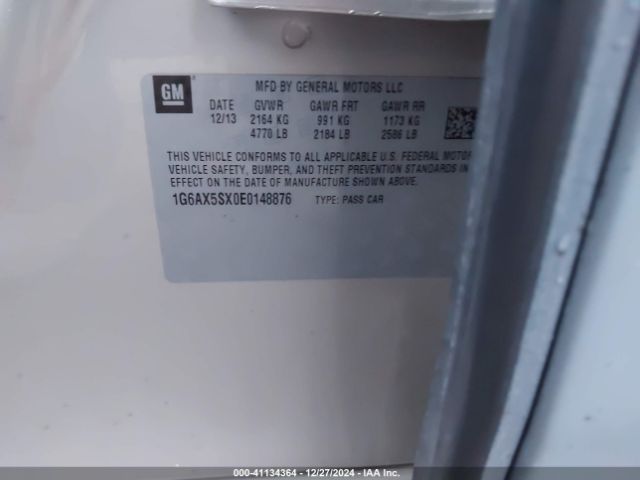 GM
MFD BY GENERAL MOTORS LLC
DATE GVWR GAWR FRT GAWR RR
12/13 2164 KG 991 KG 1173 KG
4770 LB 2184 LB 2586 LB
THIS VEHICLE CONFORMS TO ALL APPLICABLE U.S. FEDERAL MOTOR
VEHICLE SAFETY, BUMPER, AND THEFT PREVENTION STANDARDS IN
EFFECT ON THE DATE OF MANUFACTURE SHOWN ABOVE.
1G6AX5SX0E0148876 TYPE: PASS CAR
000-41134364 | 12/27/2024 - IAA Inc.